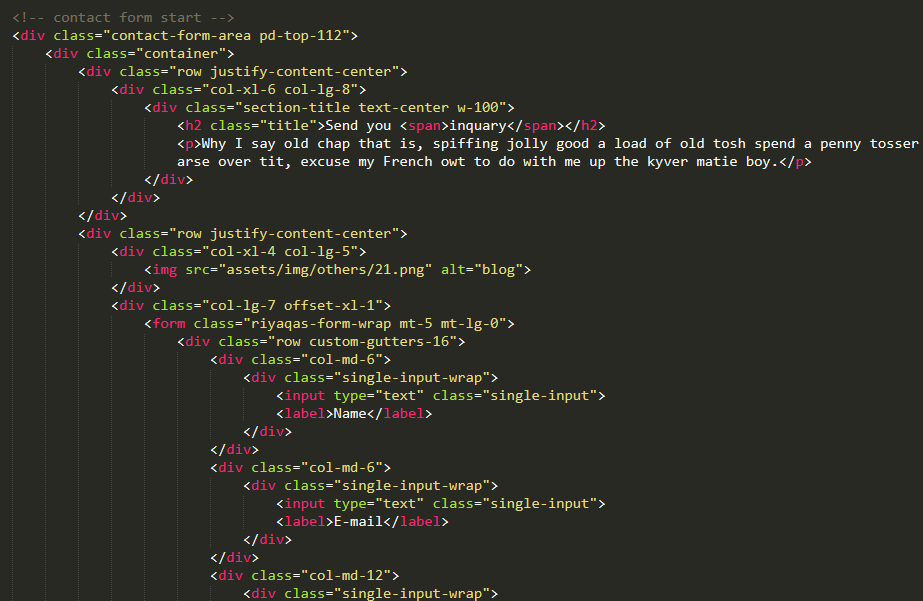 <!-- contact form start -->
<div class="contact-form-area pd-top-112">
<div class="container">
<div class="row justify-content-center">
<div class="col-xl-6 col-lg-8">
<div class="section-title text-center w-100">
<h2 class="title">Send you <span>inquary</span></h2>
<p>Why I say old chap that is, spiffing jolly good a load of old tosh spend a penny tosser
arse over tit, excuse my French owt to do with me up the kyver matie boy.</p>
</div>
</div>
</div>
<div class="row justify-content-center">
<div class="col-xl-4 col-lg-5">
<img src="assets/img/others/21.png" alt="blog">
</div>
<div class="col-lg-7 offset-xl-1">
<form class="riyaqas-form-wrap mt-5 mt-lg-0">
<div class="row custom-gutters-16">
<div class="col-md-6">
<div class="single-input-wrap">
<input type="text" class="single-input">
<label>Name</label>
</div>
</div>
<div class="col-md-6">
<div class="single-input-wrap">
<input type="text" class="single-input">
<label>E-mail</label>
</div>
</div>
<div class="col-md-12">
<div class="single-input-wrap">